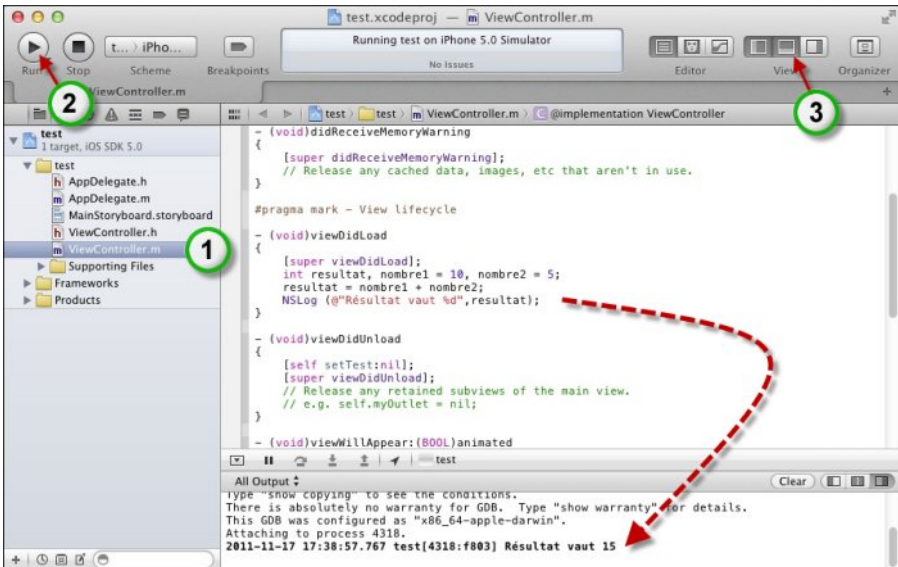 test.xcodeproj — m ViewController.m
t... › iPho...
Running test on iPhone 5.0 Simulator
No Issues
Run Stop Scheme Breakpoints Editor View Organizer
2
3
ViewController.m
test › test › m ViewController.m › C @implementation ViewController
test
1 target, iOS SDK 5.0
test
h AppDelegate.h
m AppDelegate.m
MainStoryboard.storyboard
h ViewController.h
m ViewController.m
1
Supporting Files
Frameworks
Products
- (void)didReceiveMemoryWarning
{
[super didReceiveMemoryWarning];
// Release any cached data, images, etc that aren't in use.
}
#pragma mark - View lifecycle
- (void)viewDidLoad
{
[super viewDidLoad];
int resultat, nombre1 = 10, nombre2 = 5;
resultat = nombre1 + nombre2;
NSLog (@"Résultat vaut %d",resultat);
}
- (void)viewDidUnload
{
[self setTest:nil];
[super viewDidUnload];
// Release any retained subviews of the main view.
// e.g. self.myOutlet = nil;
}
- (void)viewWillAppear:(BOOL)animated
test
All Output
Clear
Type "show copying" to see the conditions.
There is absolutely no warranty for GDB. Type "show warranty" for details.
This GDB was configured as "x86_64-apple-darwin".
Attaching to process 4318.
2011-11-17 17:38:57.767 test[4318:f803] Résultat vaut 15